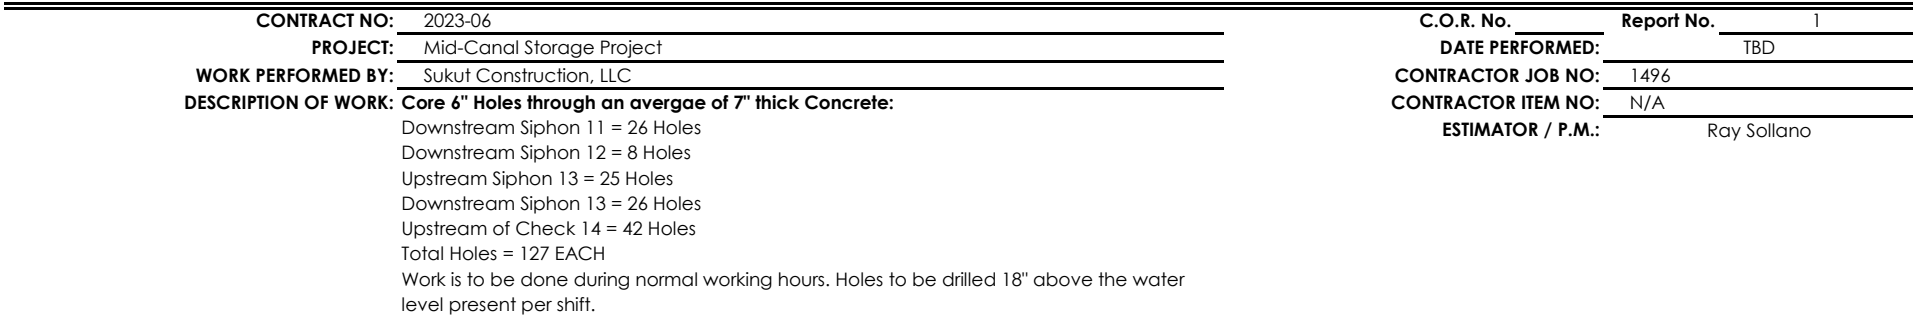 CONTRACT NO: 2023-06 C.O.R. No. Report No. 1
PROJECT: Mid-Canal Storage Project DATE PERFORMED: TBD
WORK PERFORMED BY: Sukut Construction, LLC CONTRACTOR JOB NO: 1496
DESCRIPTION OF WORK: Core 6" Holes through an avergae of 7" thick Concrete: CONTRACTOR ITEM NO: N/A
Downstream Siphon 11 = 26 Holes ESTIMATOR / P.M.: Ray Sollano
Downstream Siphon 12 = 8 Holes
Upstream Siphon 13 = 25 Holes
Downstream Siphon 13 = 26 Holes
Upstream of Check 14 = 42 Holes
Total Holes = 127 EACH
Work is to be done during normal working hours. Holes to be drilled 18" above the water
level present per shift.